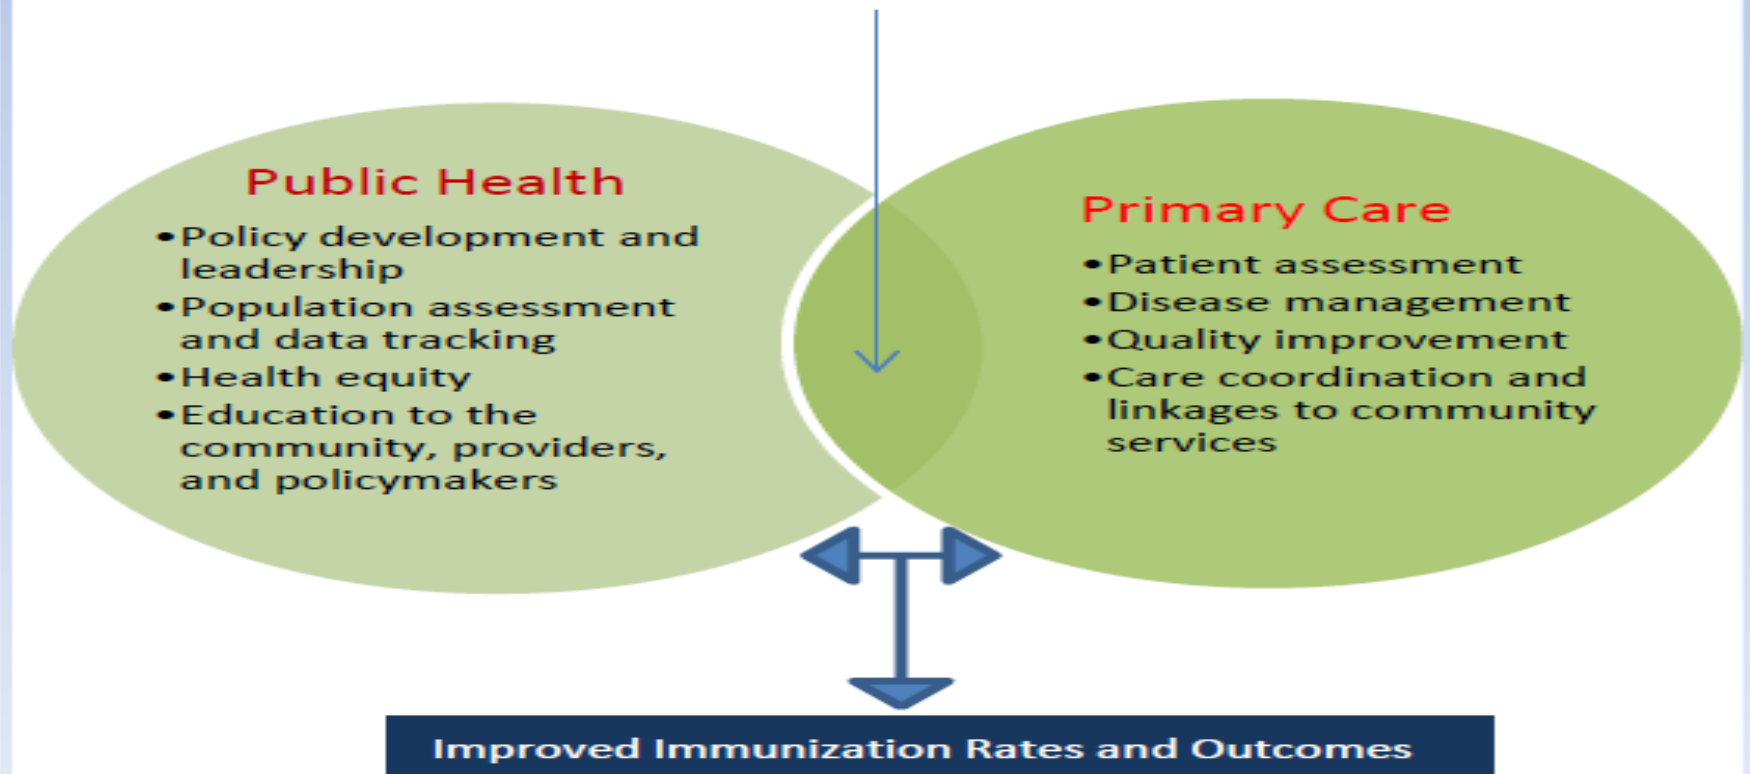 Public Health
•Policy development and
leadership
•Population assessment
and data tracking
•Health equity
•Education to the
community, providers,
and policymakers
Primary Care
•Patient assessment
•Disease management
•Quality improvement
•Care coordination and
linkages to community
services
Improved Immunization Rates and Outcomes